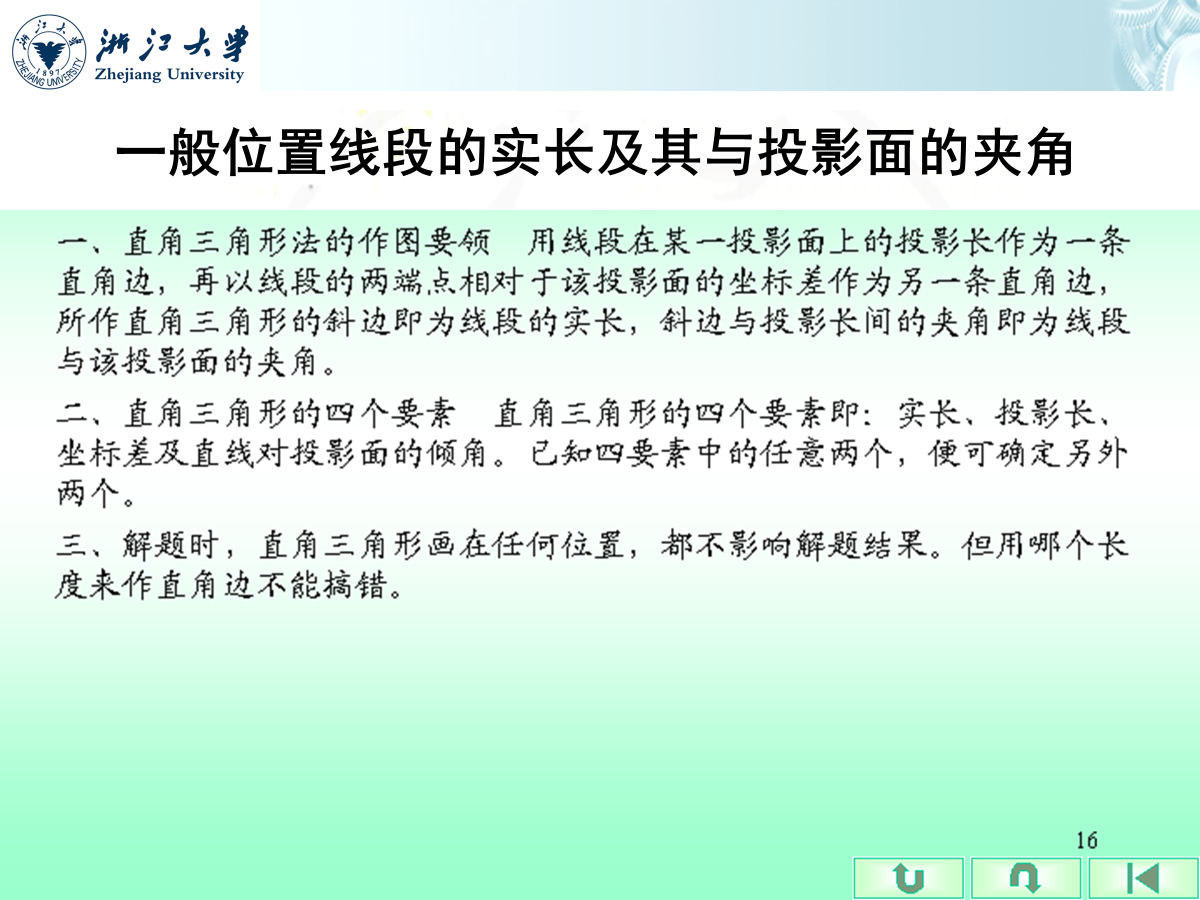 浙江大学
Zhejiang University
ZHEJIANG UNIVERSITY
1897
一般位置线段的实长及其与投影面的夹角
一、直角三角形法的作图要领 用线段在某一投影面上的投影长作为一条
直角边，再以线段的两端点相对于该投影面的坐标差作为另一条直角边，
所作直角三角形的斜边即为线段的实长，斜边与投影长间的夹角即为线段
与该投影面的夹角。
二、直角三角形的四个要素 直角三角形的四个要素即：实长、投影长、
坐标差及直线对投影面的倾角。已知四要素中的任意两个，便可确定另外
两个。
三、解题时，直角三角形画在任何位置，都不影响解题结果。但用哪个长
度来作直角边不能搞错。
16